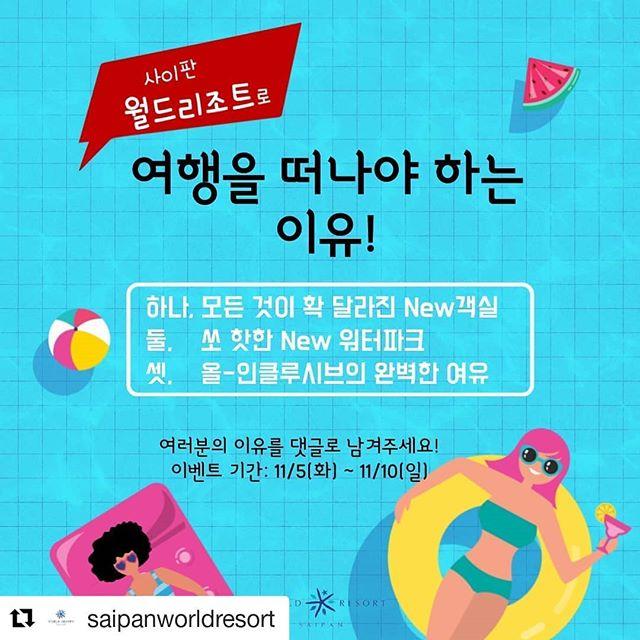 사이판
월드리조트로
여행을 떠나야 하는
이유!
하나, 모든 것이 확 달라진 New객실
둘, 쏘 핫한 New 워터파크
셋, 올-인클루시브의 완벽한 여유
여러분의 이유를 댓글로 남겨주세요!
이벤트 기간: 11/5(화) ~ 11/10(일)
RESORT
SAIPAN
WORLD RESORT
saipanworldresort